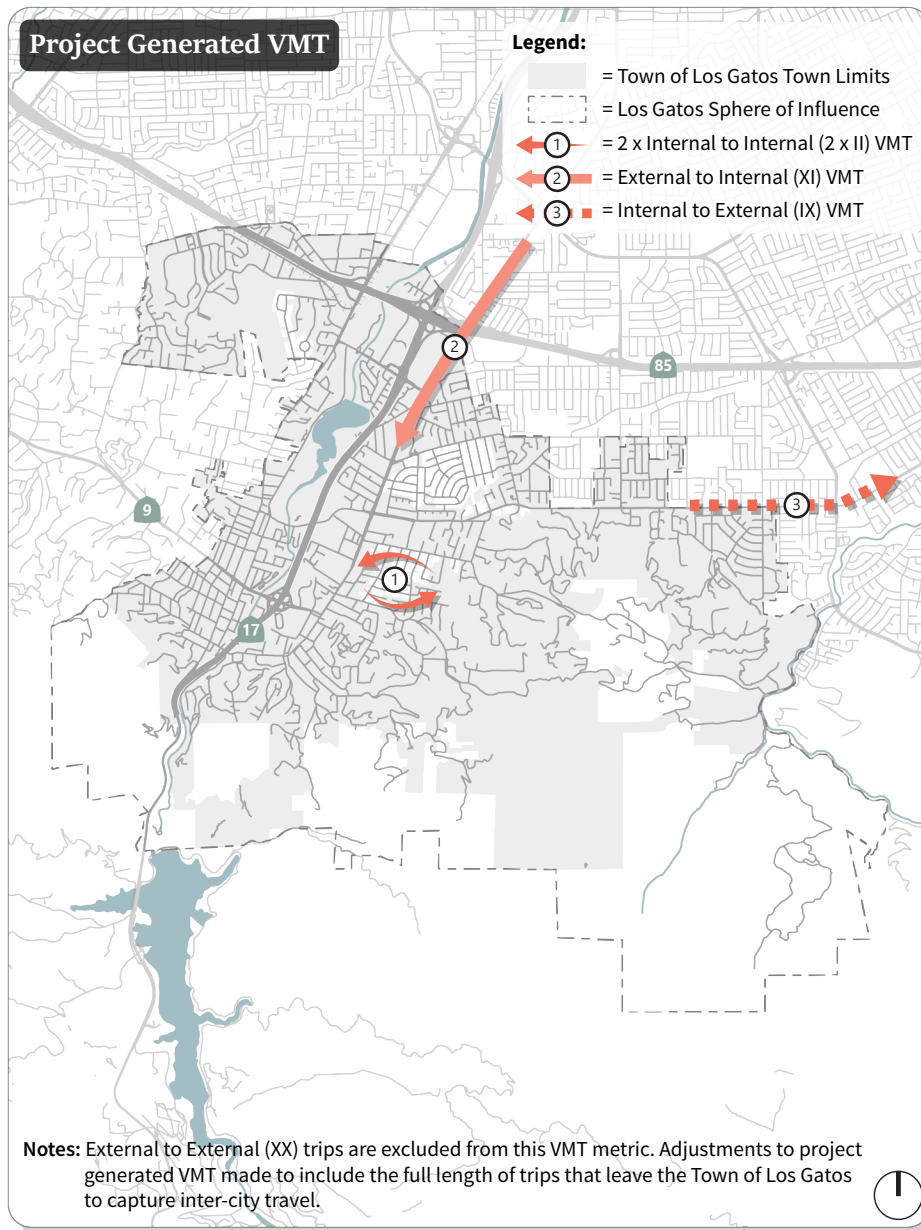 Project Generated VMT
Legend:
= Town of Los Gatos Town Limits
= Los Gatos Sphere of Influence
1 = 2 x Internal to Internal (2 x II) VMT
2 = External to Internal (XI) VMT
3 = Internal to External (IX) VMT
2
85
9
3
1
17
Notes: External to External (XX) trips are excluded from this VMT metric. Adjustments to project
generated VMT made to include the full length of trips that leave the Town of Los Gatos
to capture inter-city travel.